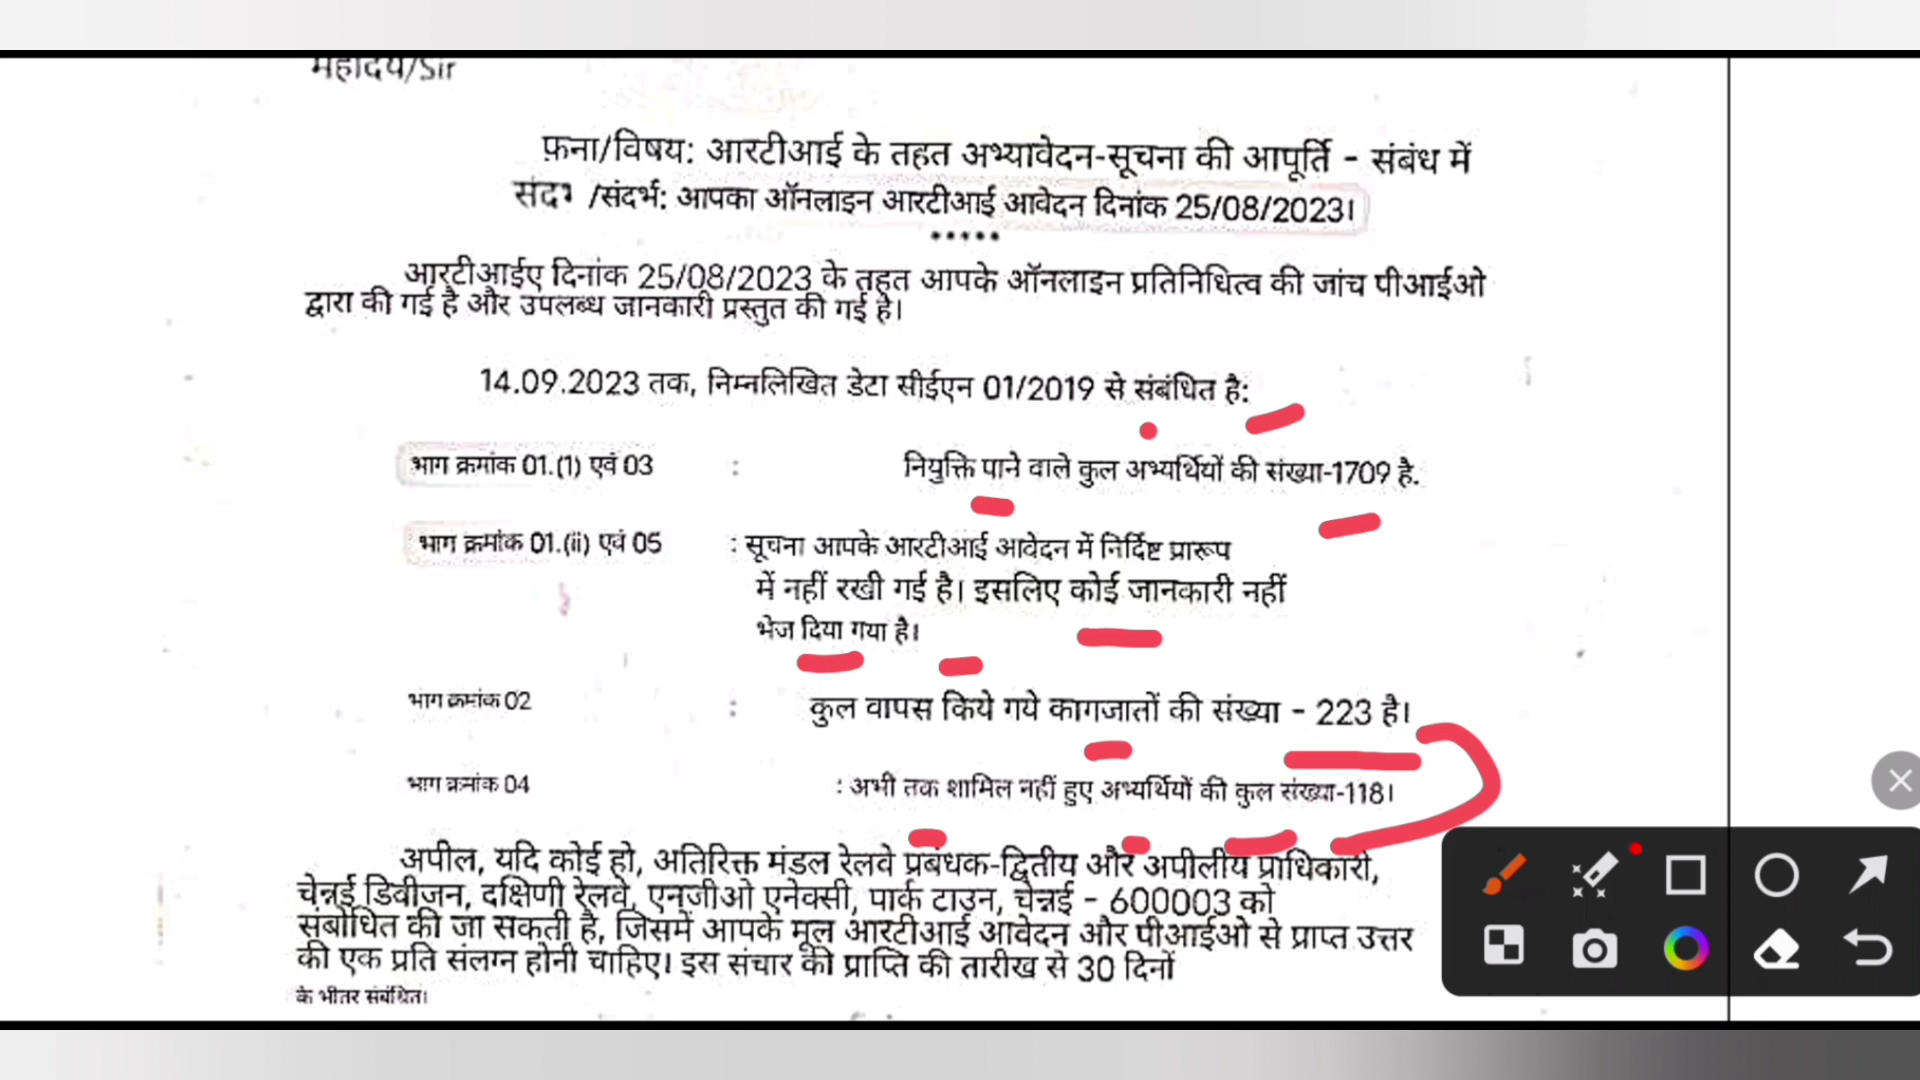 महोदय/Sir
फ़ना/विषय: आरटीआई के तहत अभ्यावेदन-सूचना की आपूर्ति - संबंध में
/संदर्भ: आपका ऑनलाइन आरटीआई आवेदन दिनांक 25/08/2023।
*****
आरटीआईए दिनांक 25/08/2023 के तहत आपके ऑनलाइन प्रतिनिधित्व की जांच पीआईओ
द्वारा की गई है और उपलब्ध जानकारी प्रस्तुत की गई है।
14.09.2023 तक, निम्नलिखित डेटा सीईएन 01/2019 से संबंधित है:
भाग क्रमांक 01.(1) एवं 03 : नियुक्ति पाने वाले कुल अभ्यर्थियों की संख्या-1709 है.
भाग क्रमांक 01.(ii) एवं 05 : सूचना आपके आरटीआई आवेदन में निर्दिष्ट प्रारूप
में नहीं रखी गई है। इसलिए कोई जानकारी नहीं
भेज दिया गया है।
भाग क्रमांक 02 : कुल वापस किये गये कागजातों की संख्या - 223 है।
भाग क्रमांक 04 : अभी तक शामिल नहीं हुए अभ्यर्थियों की कुल संख्या-118।
अपील, यदि कोई हो, अतिरिक्त मंडल रेलवे प्रबंधक-द्वितीय और अपीलीय प्राधिकारी,
चेन्नई डिवीजन, दक्षिणी रेलवे, एनजीओ एनेक्सी, पार्क टाउन, चेन्नई - 600003 को
संबोधित की जा सकती है, जिसमें आपके मूल आरटीआई आवेदन और पीआईओ से प्राप्त उत्तर
की एक प्रति संलग्न होनी चाहिए। इस संचार की प्राप्ति की तारीख से 30 दिनों
के भीतर संबंधित।